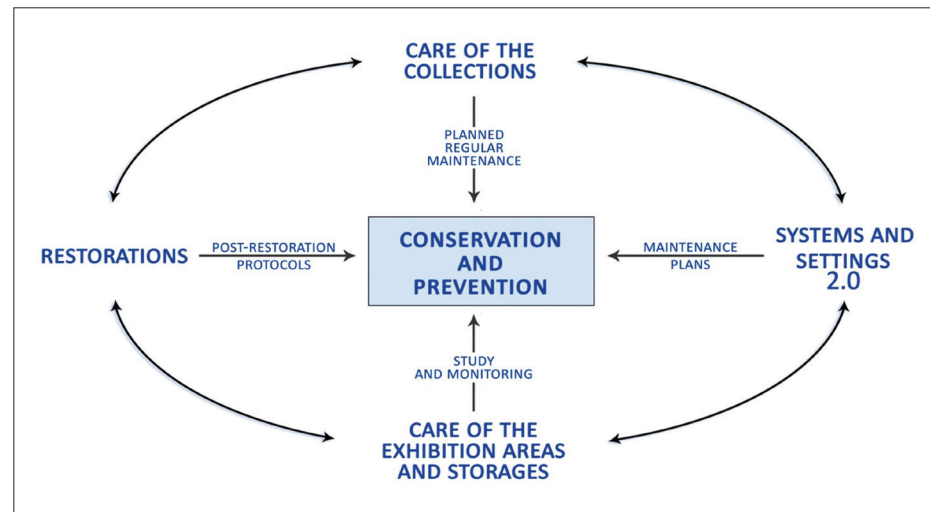 CARE OF THE
COLLECTIONS
PLANNED
REGULAR
MAINTENANCE
RESTORATIONS
POST-RESTORATION
PROTOCOLS
CONSERVATION
AND
PREVENTION
MAINTENANCE
PLANS
SYSTEMS AND
SETTINGS
2.0
STUDY
AND MONITORING
CARE OF THE
EXHIBITION AREAS
AND STORAGES